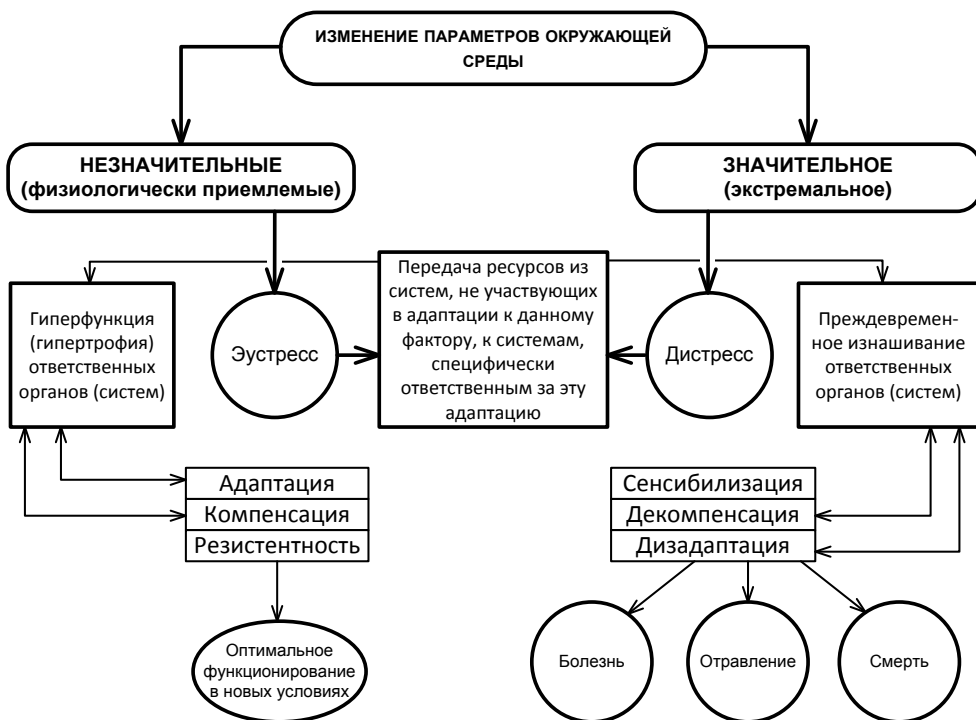 ИЗМЕНЕНИЕ ПАРАМЕТРОВ ОКРУЖАЮЩЕЙ
СРЕДЫ
НЕЗНАЧИТЕЛЬНЫЕ
(физиологически приемлемые)
ЗНАЧИТЕЛЬНОЕ
(экстремальное)
Гиперфункция
(гипертрофия)
ответственных
органов (систем)
Эустресс
Передача ресурсов из
систем, не участвующих
в адаптации к данному
фактору, к системам,
специфически
ответственным за эту
адаптацию
Дистресс
Преждевремен-
ное изнашивание
ответственных
органов (систем)
Адаптация
Компенсация
Резистентность
Сенсибилизация
Декомпенсация
Дизадаптация
Оптимальное
функционирование
в новых условиях
Болезнь
Отравление
Смерть